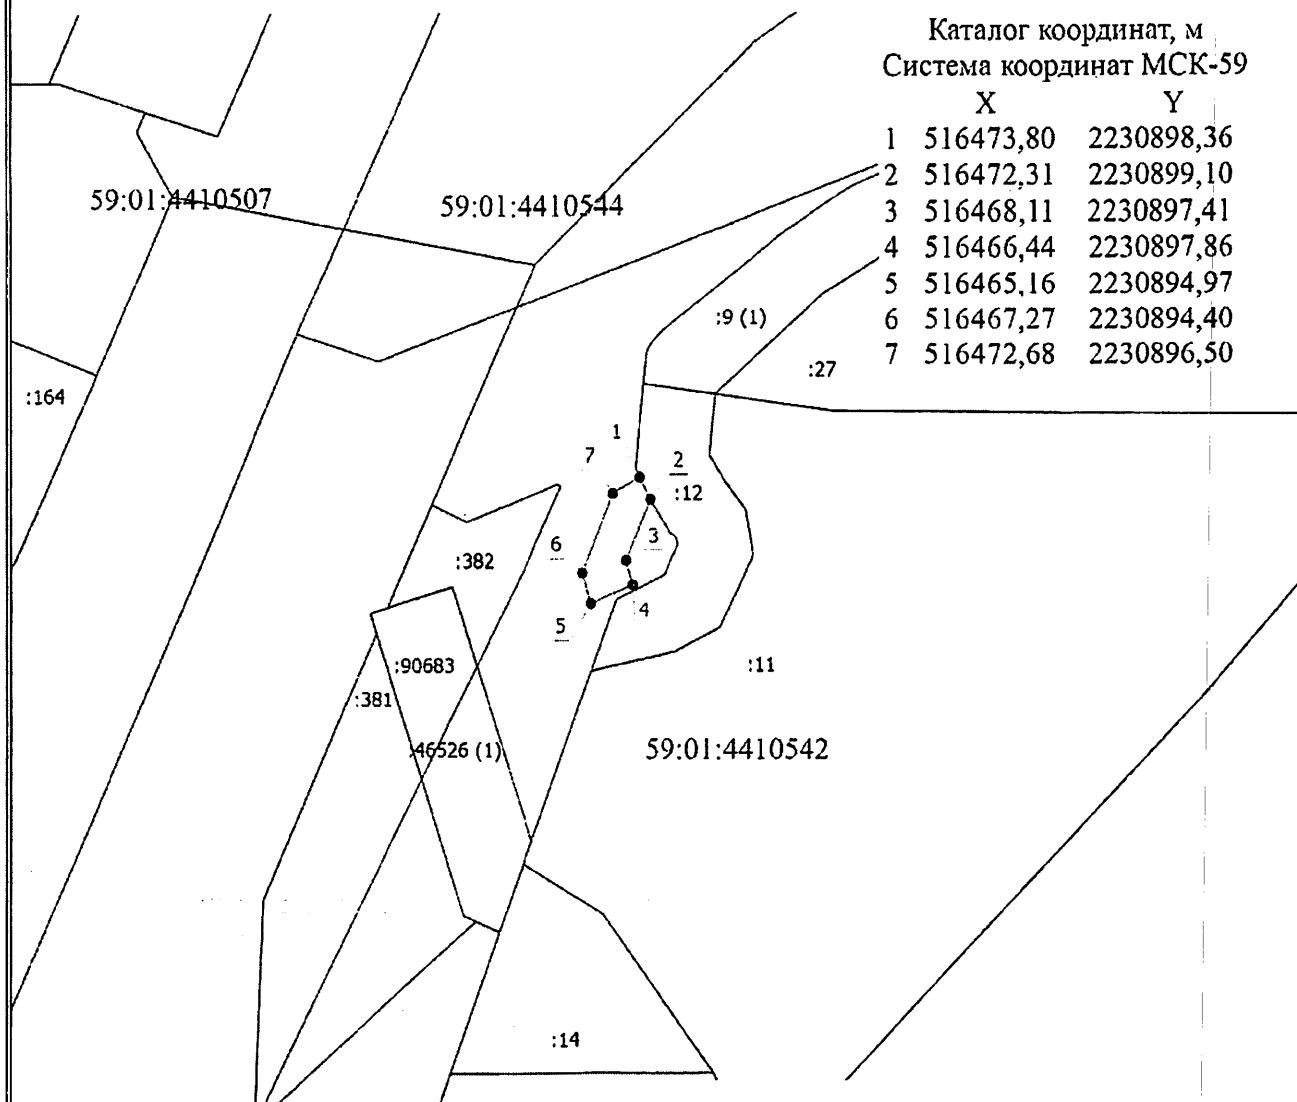 Каталог координат, м
Система координат МСК-59
X Y
1 516473,80 2230898,36
2 516472,31 2230899,10
3 516468,11 2230897,41
4 516466,44 2230897,86
5 516465,16 2230894,97
6 516467,27 2230894,40
7 516472,68 2230896,50
59:01:4410507
59:01:4410544
:9 (1)
:27
:164
1
7
2
:12
3
6
:382
4
5
:90683
:11
:381
:46526 (1)
59:01:4410542
:14